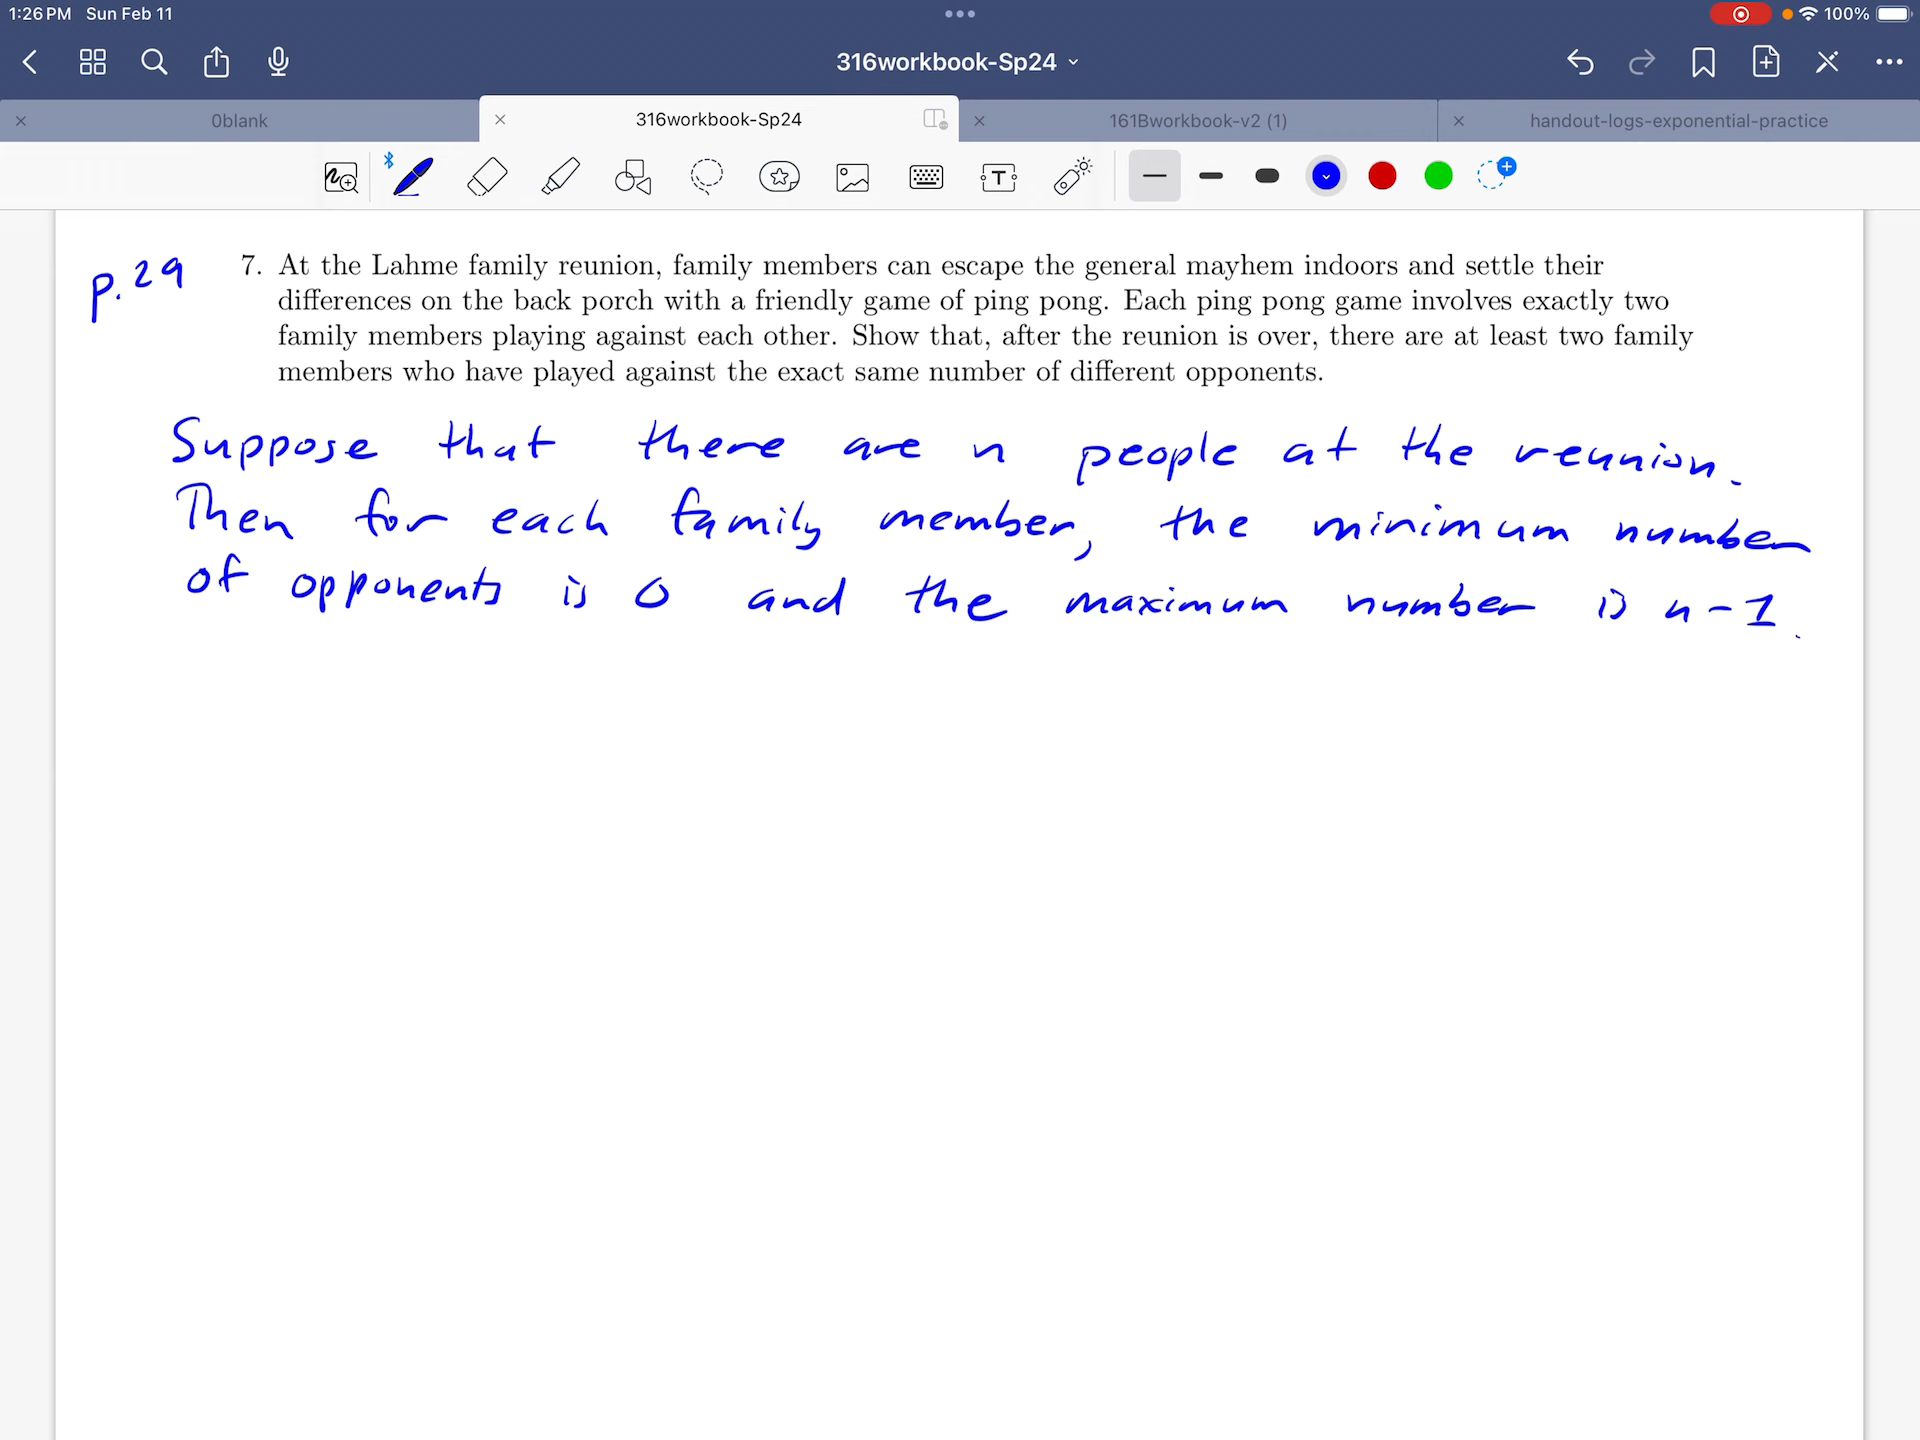 1:26 PM Sun Feb 11
100%
316workbook-Sp24
0blank
316workbook-Sp24
161Bworkbook-v2 (1)
handout-logs-exponential-practice
T
p. 29
7. At the Lahme family reunion, family members can escape the general mayhem indoors and settle their
differences on the back porch with a friendly game of ping pong. Each ping pong game involves exactly two
family members playing against each other. Show that, after the reunion is over, there are at least two family
members who have played against the exact same number of different opponents.
Suppose that there are n people at the reunion.
Then for each family member, the minimum number
of opponents is 0 and the maximum number is n-1.